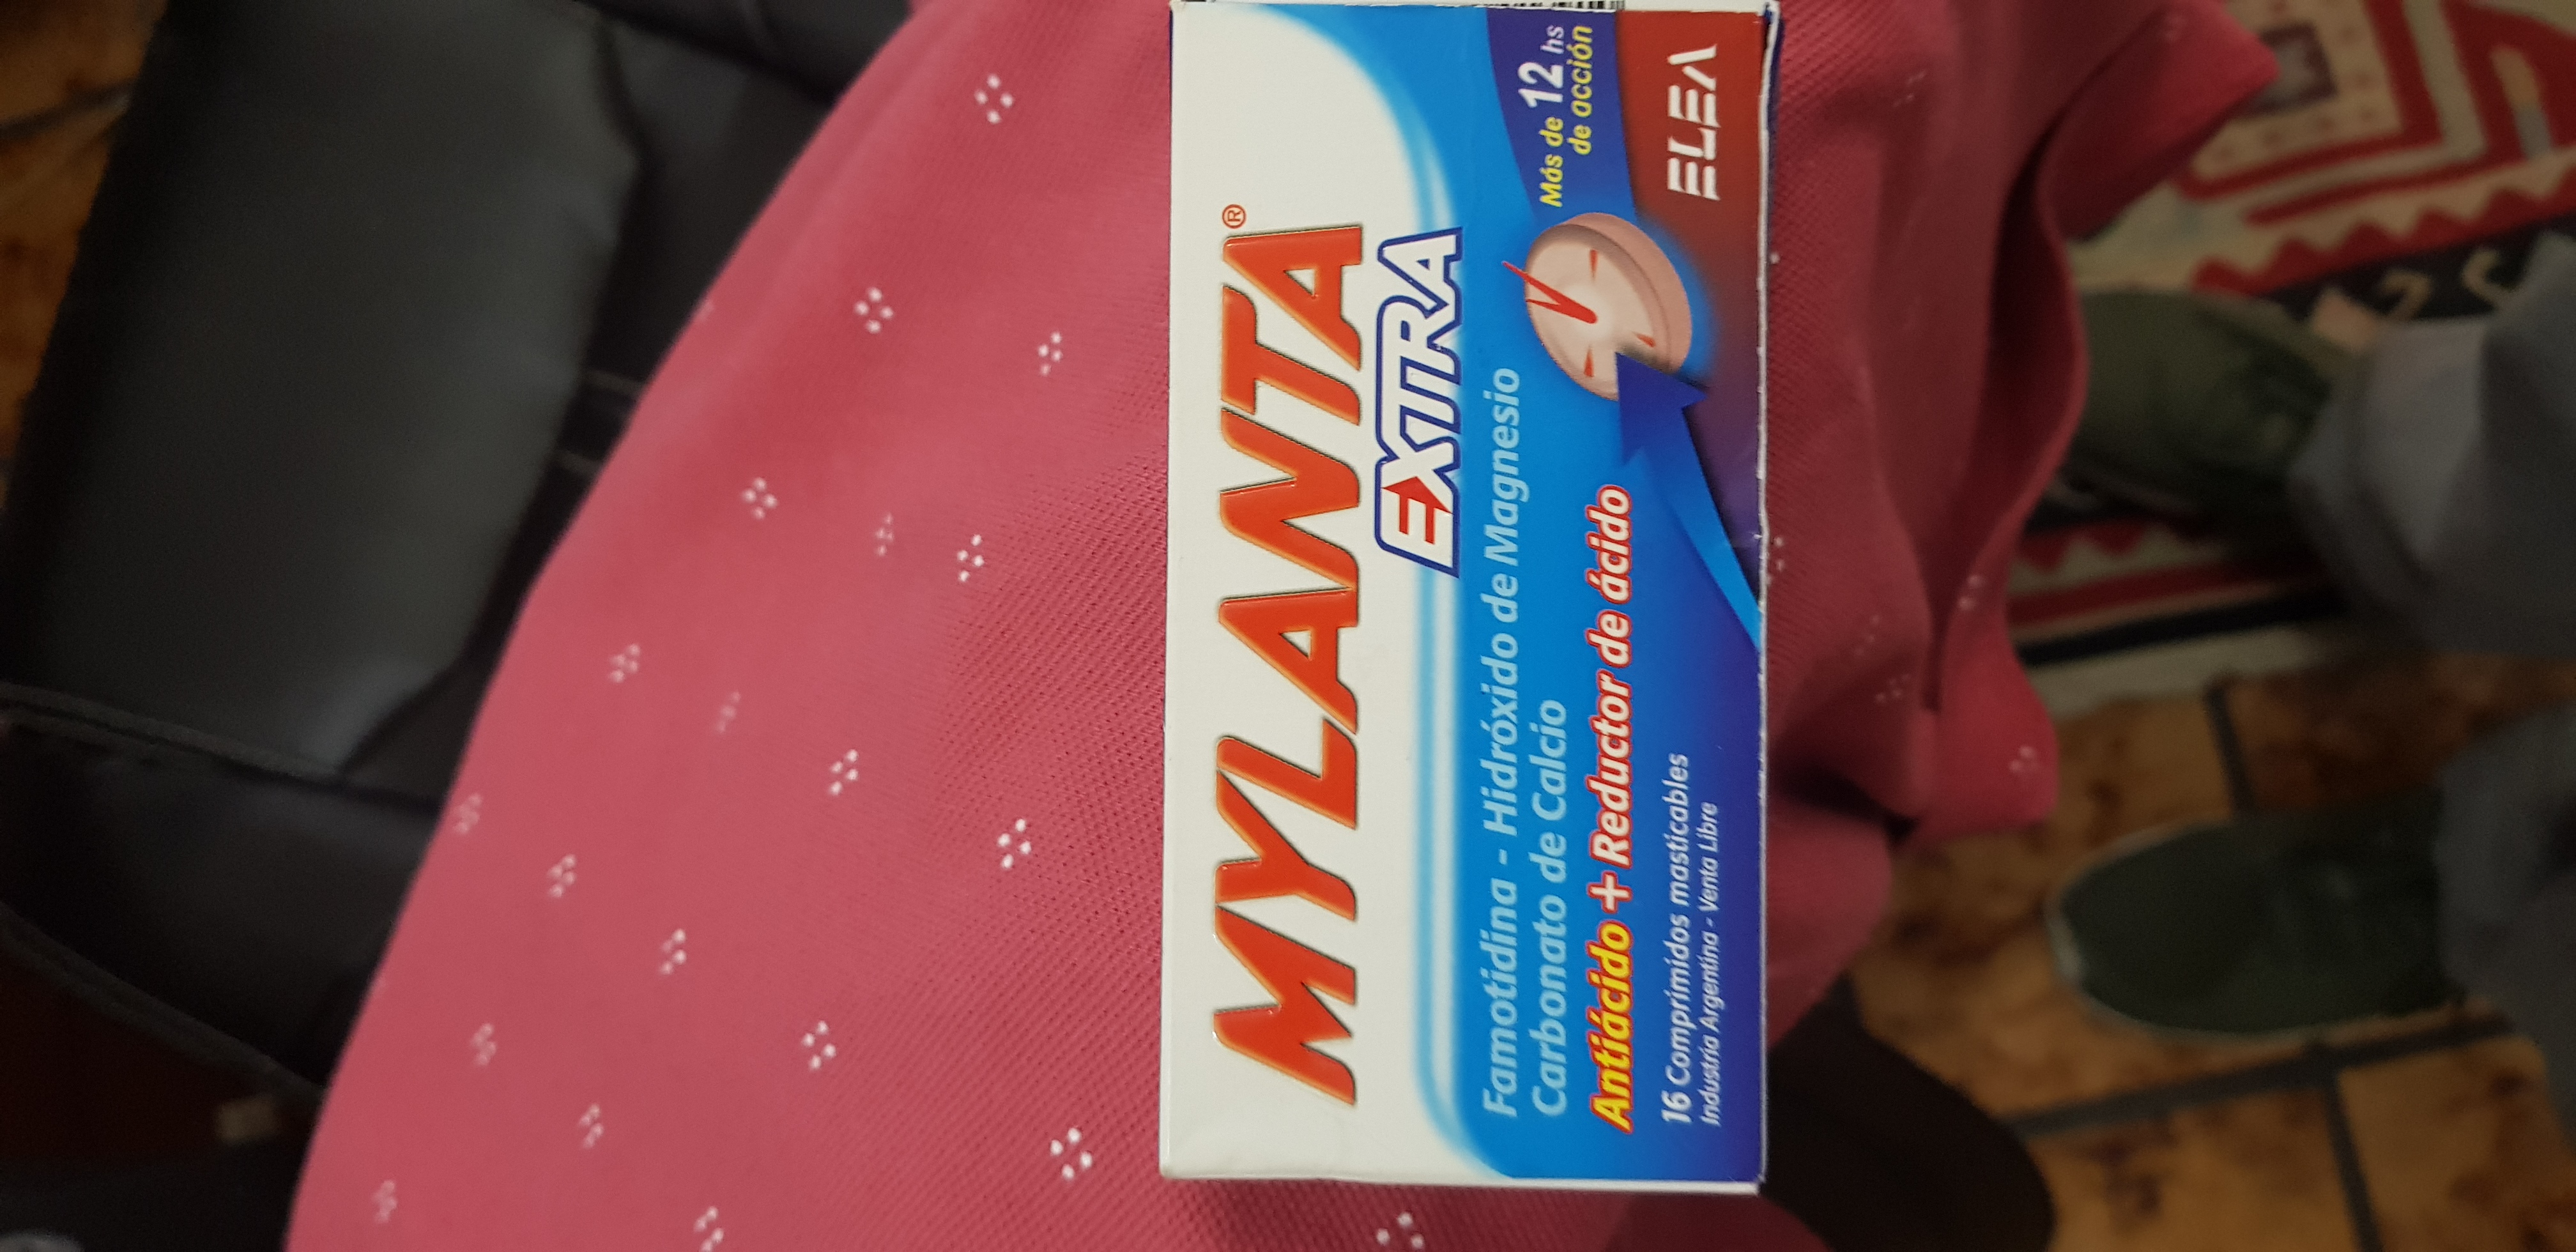 MYLANTA®
EXTRA
Famotidina - Hidróxido de Magnesio
Carbonato de Calcio
Antiácido + Reductor de ácido
16 Comprimidos masticables
Industria Argentina - Venta Libre
Más de 12 hs
de acción
ELEA